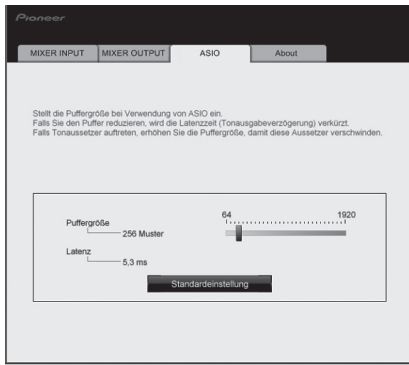 Pioneer
MIXER INPUT MIXER OUTPUT ASIO About
Stellt die Puffergröße bei Verwendung von ASIO ein.
Falls Sie den Puffer reduzieren, wird die Latenzzeit (Tonausgabeverzögerung) verkürzt.
Falls Tonaussetzer auftreten, erhöhen Sie die Puffergröße, damit diese Aussetzer verschwinden.
64 1920
Puffergröße
256 Muster
Latenz
5,3 ms
Standardeinstellung